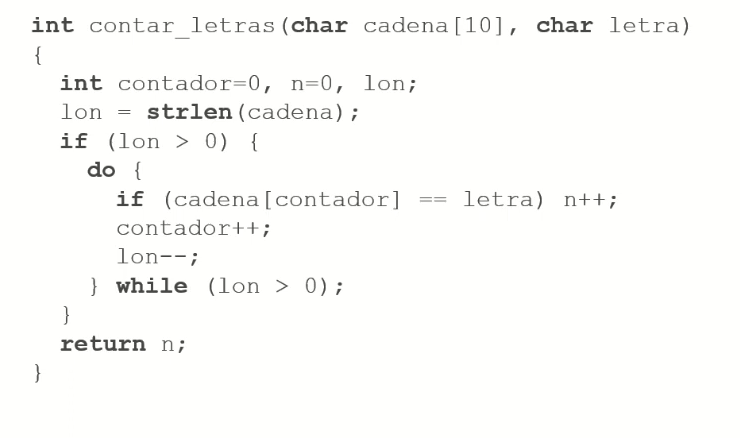 int contar_letras(char cadena[10], char letra)
{
int contador=0, n=0, lon;
lon = strlen(cadena);
if (lon > 0) {
do {
if (cadena[contador] == letra) n++;
contador++;
lon--;
} while (lon > 0);
}
return n;
}